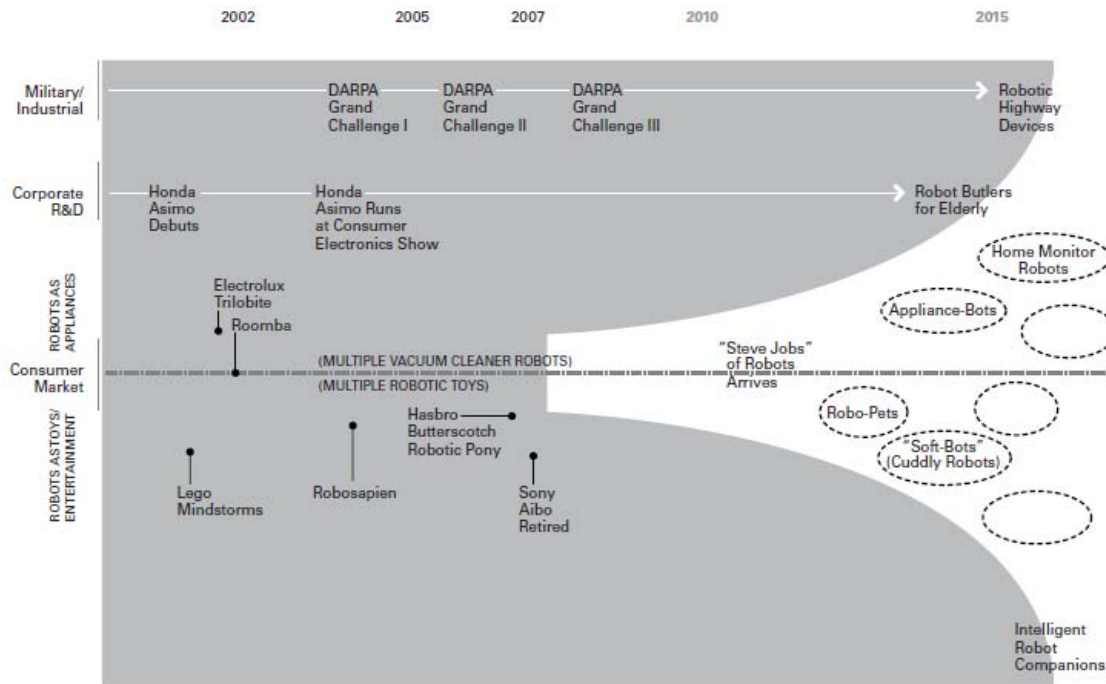 2002 2005 2007 2010 2015
Military/
Industrial
DARPA
Grand
Challenge I
DARPA
Grand
Challenge II
DARPA
Grand
Challenge III
Robotic
Highway
Devices
Corporate
R&D
Honda
Asimo
Debuts
Honda
Asimo Runs
at Consumer
Electronics Show
Robot Butlers
for Elderly
Home Monitor
Robots
ROBOTS AS
APPLIANCES
Electrolux
Trilobite
Roomba
Appliance-Bots
Consumer
Market
(MULTIPLE VACUUM CLEANER ROBOTS)
(MULTIPLE ROBOTIC TOYS)
"Steve Jobs"
of Robots
Arrives
ROBOTS ASTOYS/
ENTERTAINMENT
Hasbro
Butterscotch
Robotic Pony
Robo-Pets
"Soft-Bots"
(Cuddly Robots)
Lego
Mindstorms
Robosapien
Sony
Aibo
Retired
Intelligent
Robot
Companions